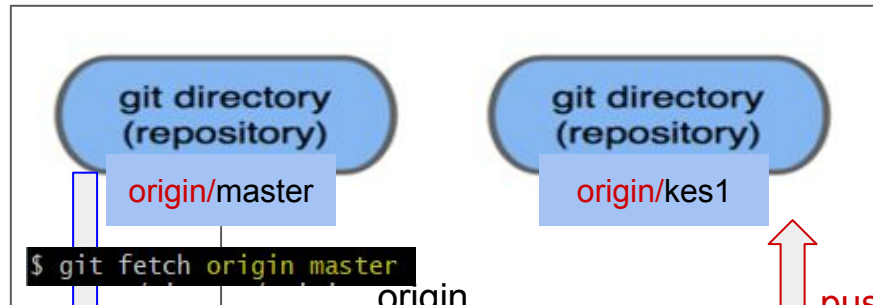 git directory
(repository)
origin/master
git directory
(repository)
origin/kes1
$ git fetch origin master
origin